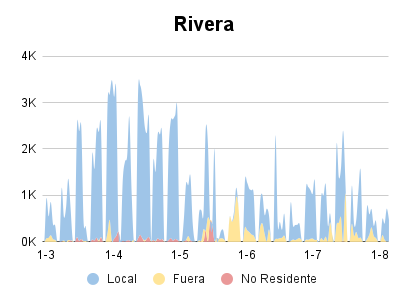 Rivera
4K
3K
2K
1K
0
1-3 1-4 1-5 1-6 1-7 1-8
Local Fuera No Residente